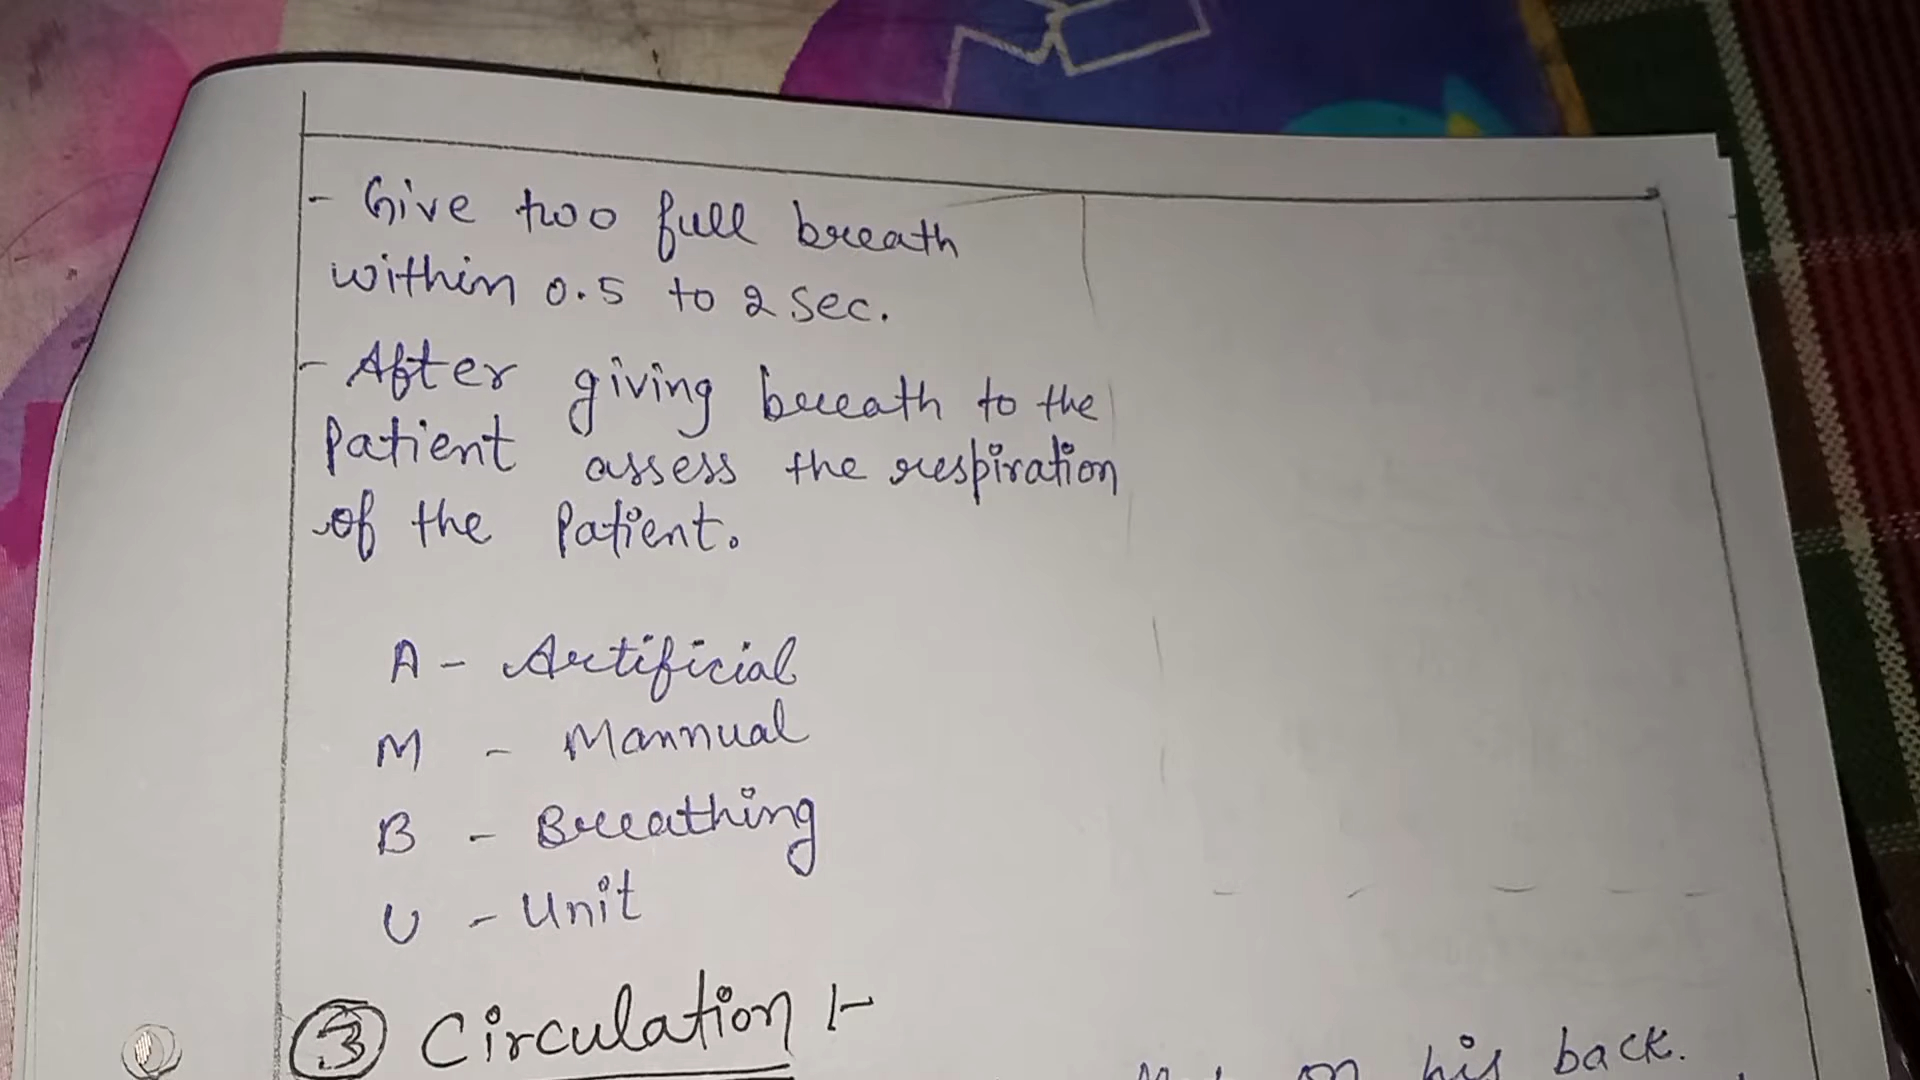 - Give two full breath
within 0.5 to 2 sec.
- After giving breath to the
Patient assess the respiration
of the Patient.
A - Artificial
M - Mannual
B - Breathing
U - Unit
③ Circulation :-
on his back.